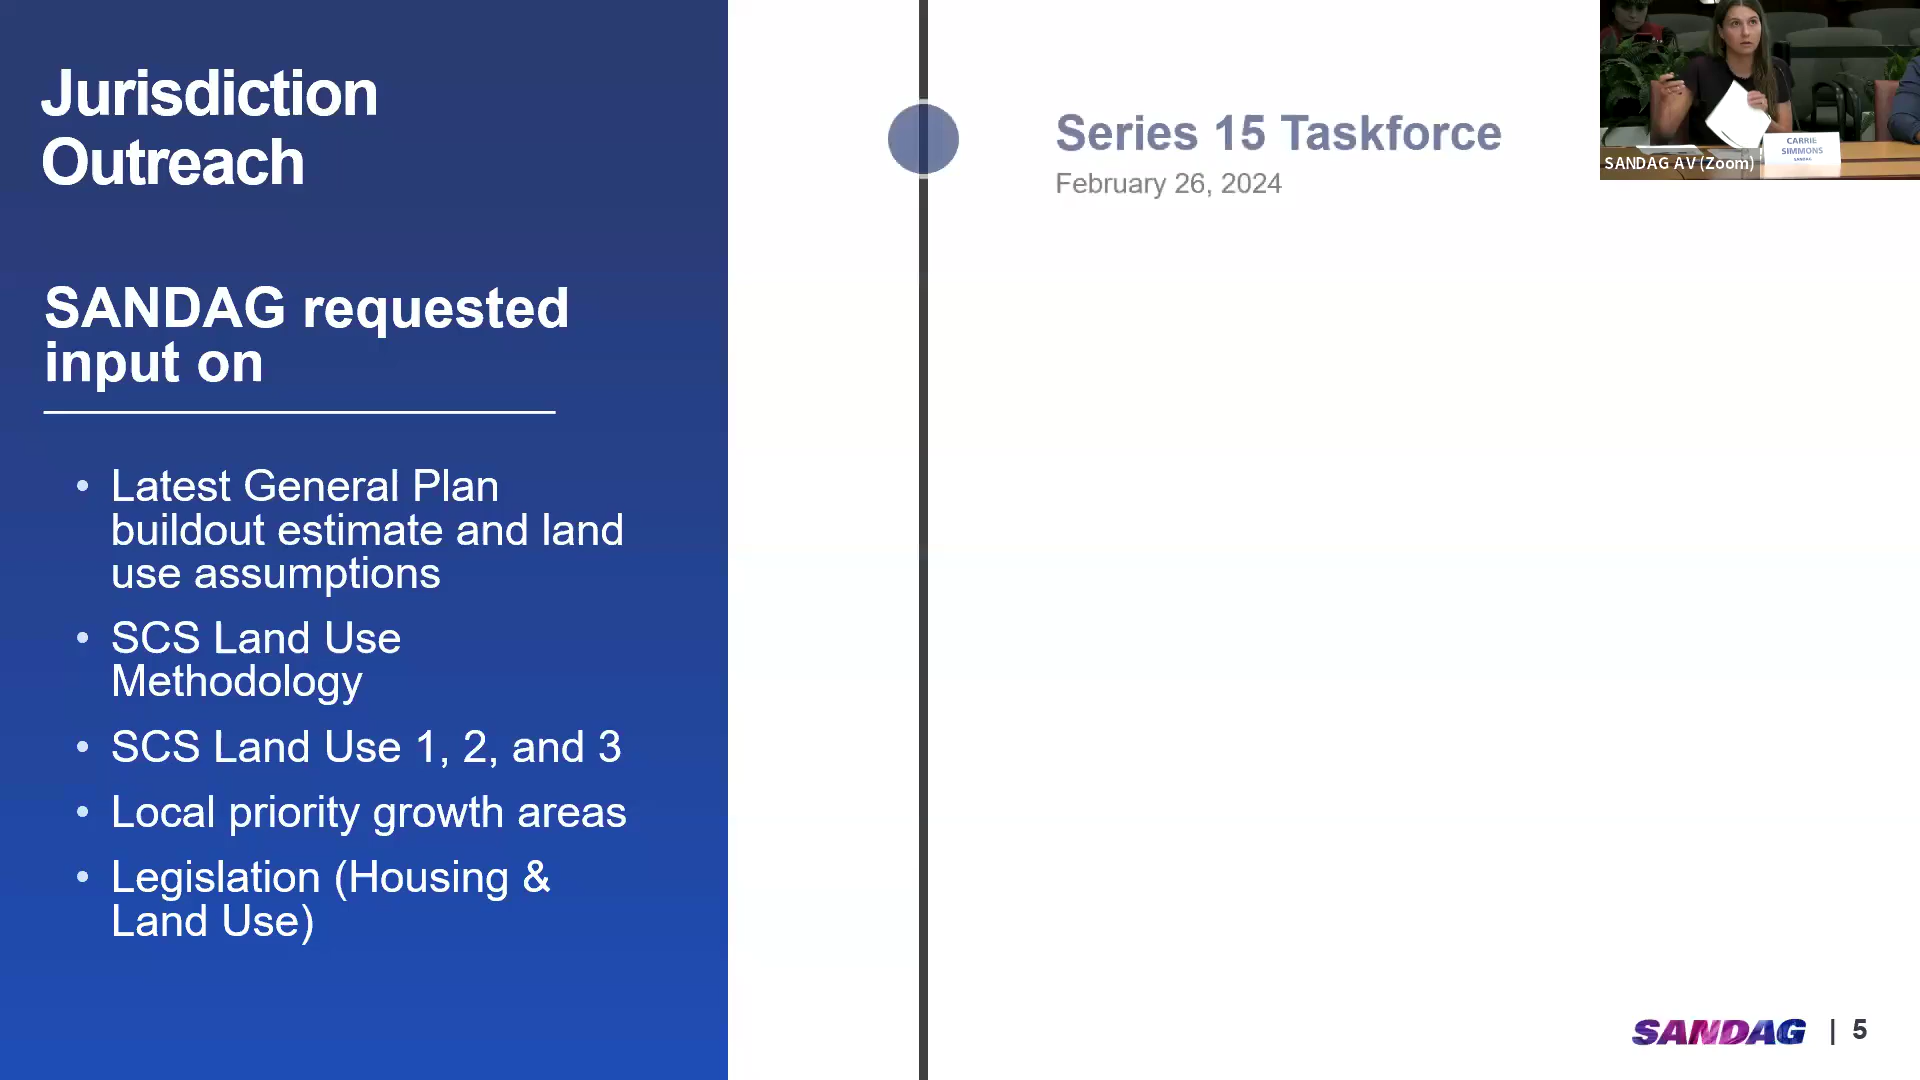 Jurisdiction
Outreach
SANDAG requested
input on
• Latest General Plan
buildout estimate and land
use assumptions
• SCS Land Use
Methodology
• SCS Land Use 1, 2, and 3
• Local priority growth areas
• Legislation (Housing &
Land Use)
Series 15 Taskforce
February 26, 2024
CARRIE
SIMMONS
SANDAG
SANDAG AV (Zoom)
SANDAG | 5